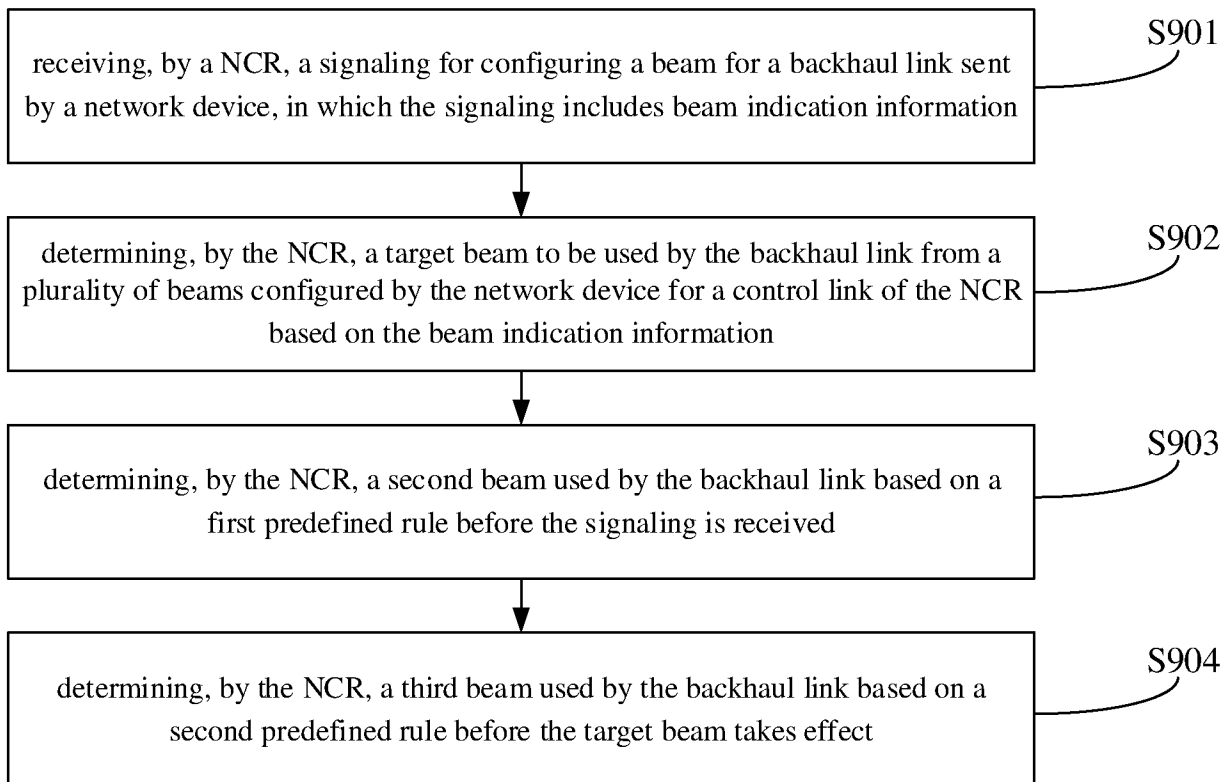 receiving, by a NCR, a signaling for configuring a beam for a backhaul link sent
by a network device, in which the signaling includes beam indication information
S901
determining, by the NCR, a target beam to be used by the backhaul link from a
plurality of beams configured by the network device for a control link of the NCR
based on the beam indication information
S902
determining, by the NCR, a second beam used by the backhaul link based on a
first predefined rule before the signaling is received
S903
determining, by the NCR, a third beam used by the backhaul link based on a
second predefined rule before the target beam takes effect
S904